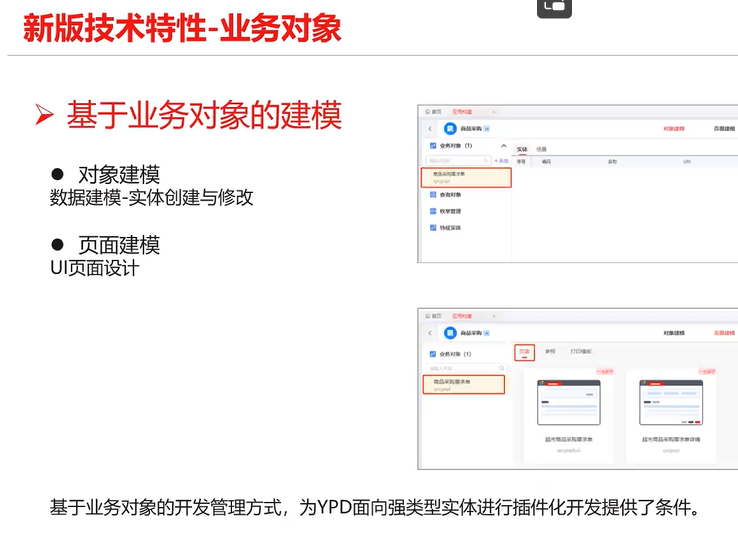 新版技术特性-业务对象
基于业务对象的建模
对象建模
数据建模-实体创建与修改
页面建模
UI页面设计
首页 应用构建
商品采购 对象建模 页面建模
业务对象 (1) 实体
序号 编码 名称 URI
商品采购需求单
查询对象
枚举管理
特征实体
首页 应用构建
商品采购 对象建模 页面建模
业务对象 (1) 页面 参照 打印模板
商品采购需求单
超市商品采购需求单 超市商品采购需求单详情
基于业务对象的开发管理方式，为YPD面向强类型实体进行插件化开发提供了条件。